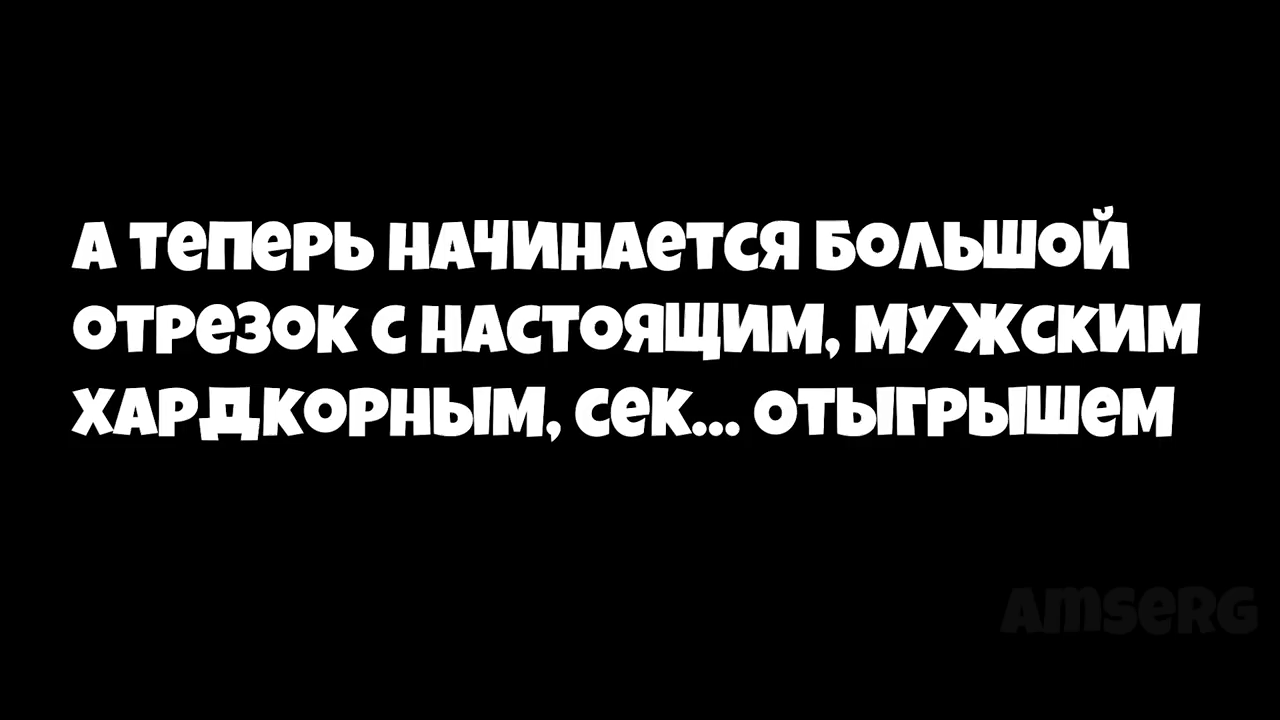 А теперь начинается большой
отрезок с настоящим, мужским
хардкорным, сек... отыгрышем
Amserg